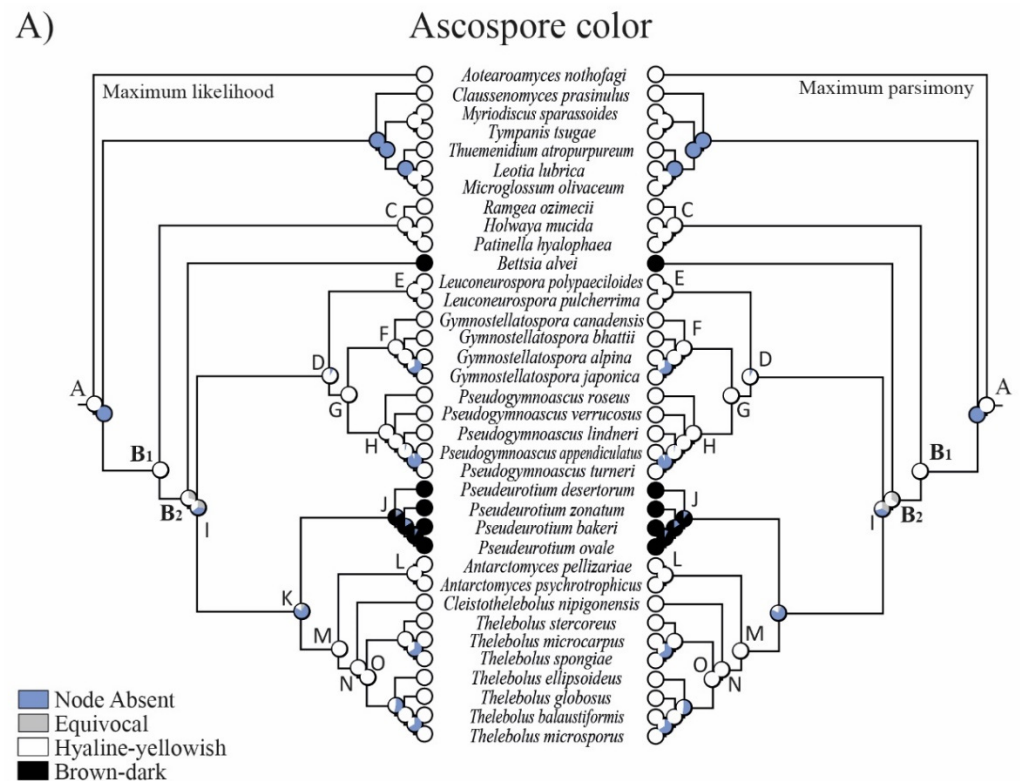 A) Ascospore color
Maximum likelihood
Maximum parsimony
Aotearoamyces nothofagi
Claussenomyces prasinulus
Myriodiscus sparassoides
Tympanis tsugae
Thuemenidium atropurpureum
Leotia lubrica
Microglossum olivaceum
C Ramgea ozimecii C
Holwaya mucida
Patinella hyalophaea
Bettsia alvei
E Leuconeurospora polypaeciloides E
Leuconeurospora pulcherrima
Gymnostellatospora canadensis
F Gymnostellatospora bhattii F
D Gymnostellatospora alpina D
Gymnostellatospora japonica
A Pseudogymnoascus roseus A
G G
Pseudogymnoascus verrucosus
H Pseudogymnoascus lindneri H
B1 Pseudogymnoascus appendiculatus B1
Pseudogymnoascus turneri
J Pseudeurotium desertorum J
B2 Pseudeurotium zonatum B2
I Pseudeurotium bakeri I
Pseudeurotium ovale
L Antarctomyces pellizariae L
Antarctomyces psychrotrophicus
K Cleistothelebolus nipigonensis
Thelebolus stercoreus
M Thelebolus microcarpus M
O Thelebolus spongiae O
N N
Thelebolus ellipsoideus
Thelebolus globosus
Thelebolus balaustiformis
Thelebolus microsporus
Node Absent
Equivocal
Hyaline-yellowish
Brown-dark